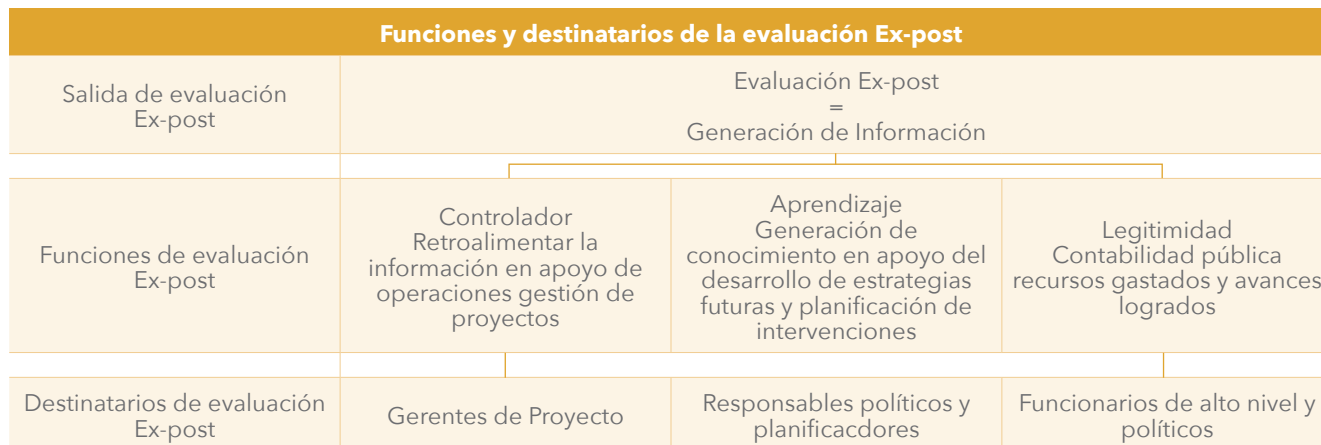 Funciones y destinatarios de la evaluación Ex-post
Salida de evaluación
Ex-post
Evaluación Ex-post
=
Generación de Información
Funciones de evaluación
Ex-post
Controlador
Retroalimentar la
información en apoyo de
operaciones gestión de
proyectos
Aprendizaje
Generación de
conocimiento en apoyo del
desarrollo de estrategias
futuras y planificación de
intervenciones
Legitimidad
Contabilidad pública
recursos gastados y avances
logrados
Destinatarios de evaluación
Ex-post
Gerentes de Proyecto
Responsables políticos y
planificacdores
Funcionarios de alto nivel y
políticos